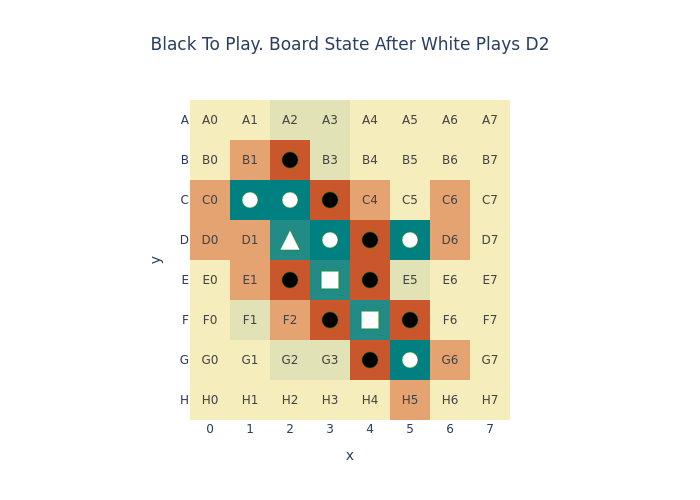 Black To Play. Board State After White Plays D2
A A0 A1 A2 A3 A4 A5 A6 A7
B B0 B1 B3 B4 B5 B6 B7
C C0 C4 C5 C6 C7
D D0 D1 D6 D7
y
E E0 E1 E5 E6 E7
F F0 F1 F2 F6 F7
G G0 G1 G2 G3 G6 G7
H H0 H1 H2 H3 H4 H5 H6 H7
0 1 2 3 4 5 6 7
x